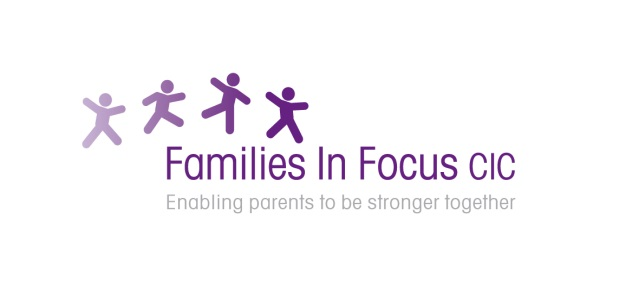 Families In Focus CIC
Enabling parents to be stronger together